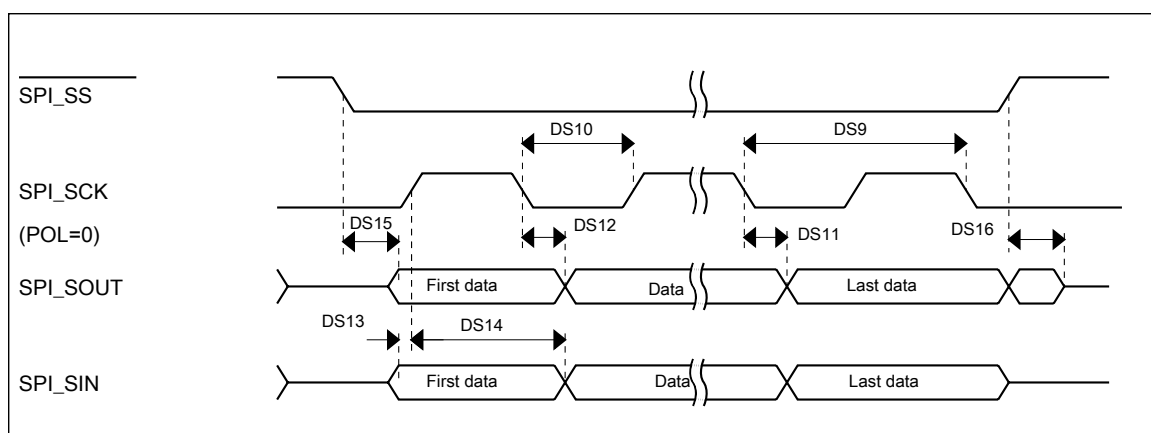 SPI_SS
DS10
DS9
SPI_SCK
(POL=0)
DS15
DS12
DS11
DS16
SPI_SOUT
First data
Data
Last data
DS13
DS14
SPI_SIN
First data
Data
Last data